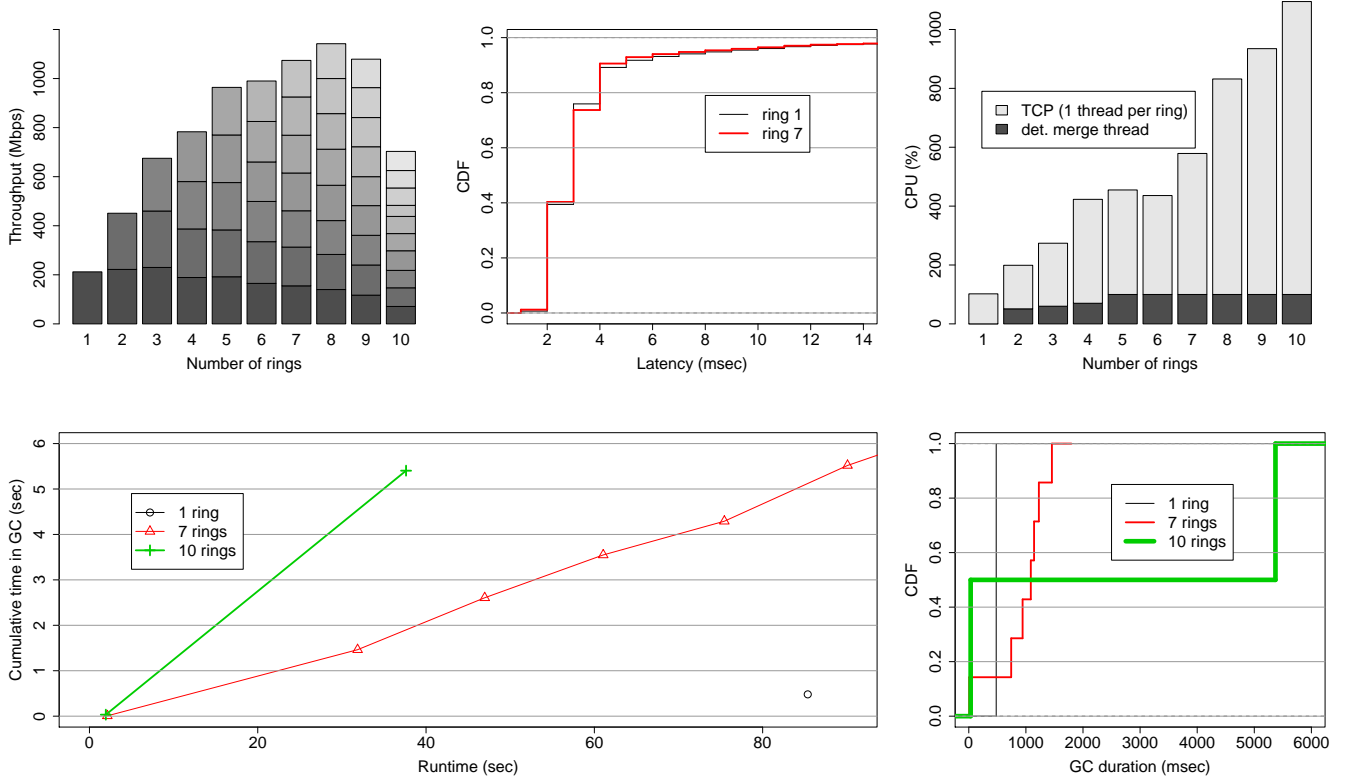 Throughput (Mbps)
0
200
400
600
800
1000
1 2 3 4 5 6 7 8 9 10
Number of rings
CDF
0.0
0.2
0.4
0.6
0.8
1.0
ring 1
ring 7
2 4 6 8 10 12 14
Latency (msec)
CPU (%)
0
200
400
600
800
1000
TCP (1 thread per ring)
det. merge thread
1 2 3 4 5 6 7 8 9 10
Number of rings
Cumulative time in GC (sec)
0
1
2
3
4
5
6
1 ring
7 rings
10 rings
0 20 40 60 80
Runtime (sec)
CDF
0.0
0.2
0.4
0.6
0.8
1.0
1 ring
7 rings
10 rings
0 1000 2000 3000 4000 5000 6000
GC duration (msec)